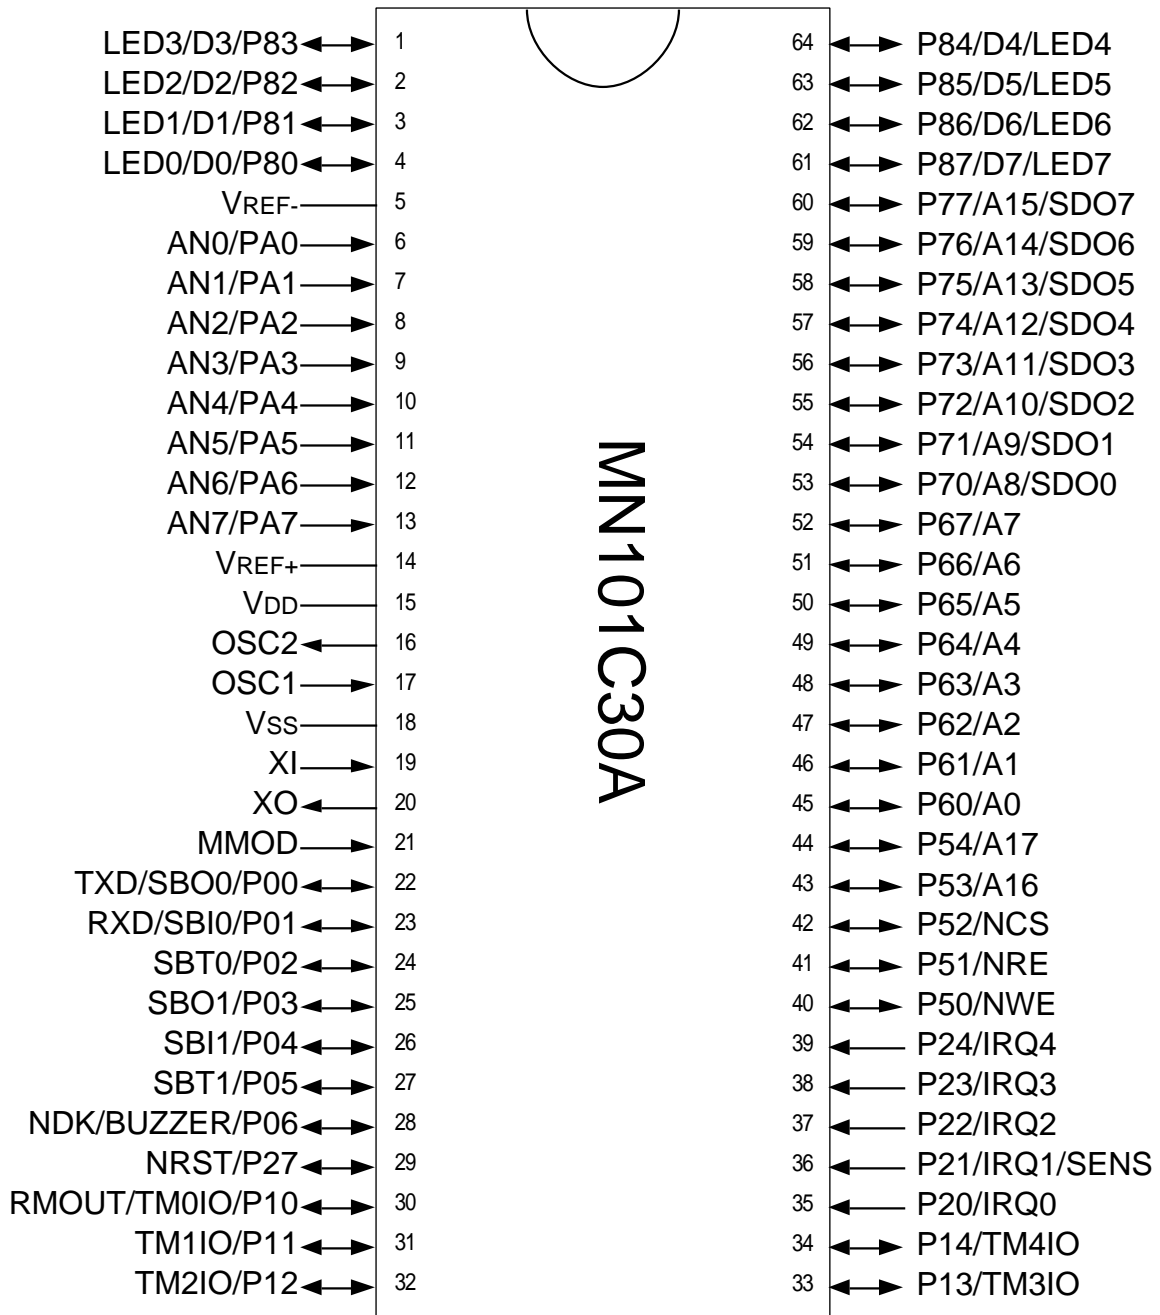 LED3/D3/P83 1 64 P84/D4/LED4
LED2/D2/P82 2 63 P85/D5/LED5
LED1/D1/P81 3 62 P86/D6/LED6
LED0/D0/P80 4 61 P87/D7/LED7
VREF- 5 60 P77/A15/SDO7
AN0/PA0 6 59 P76/A14/SDO6
AN1/PA1 7 58 P75/A13/SDO5
AN2/PA2 8 57 P74/A12/SDO4
AN3/PA3 9 56 P73/A11/SDO3
AN4/PA4 10 55 P72/A10/SDO2
AN5/PA5 11 54 P71/A9/SDO1
AN6/PA6 12 53 P70/A8/SDO0
AN7/PA7 13 52 P67/A7
VREF+ 14 51 P66/A6
VDD 15 50 P65/A5
OSC2 16 49 P64/A4
OSC1 17 48 P63/A3
VSS 18 47 P62/A2
XI 19 46 P61/A1
XO 20 45 P60/A0
MMOD 21 44 P54/A17
TXD/SBO0/P00 22 43 P53/A16
RXD/SBI0/P01 23 42 P52/NCS
SBT0/P02 24 41 P51/NRE
SBO1/P03 25 40 P50/NWE
SBI1/P04 26 39 P24/IRQ4
SBT1/P05 27 38 P23/IRQ3
NDK/BUZZER/P06 28 37 P22/IRQ2
NRST/P27 29 36 P21/IRQ1/SENS
RMOUT/TM0IO/P10 30 35 P20/IRQ0
TM1IO/P11 31 34 P14/TM4IO
TM2IO/P12 32 33 P13/TM3IO
MN101C30A